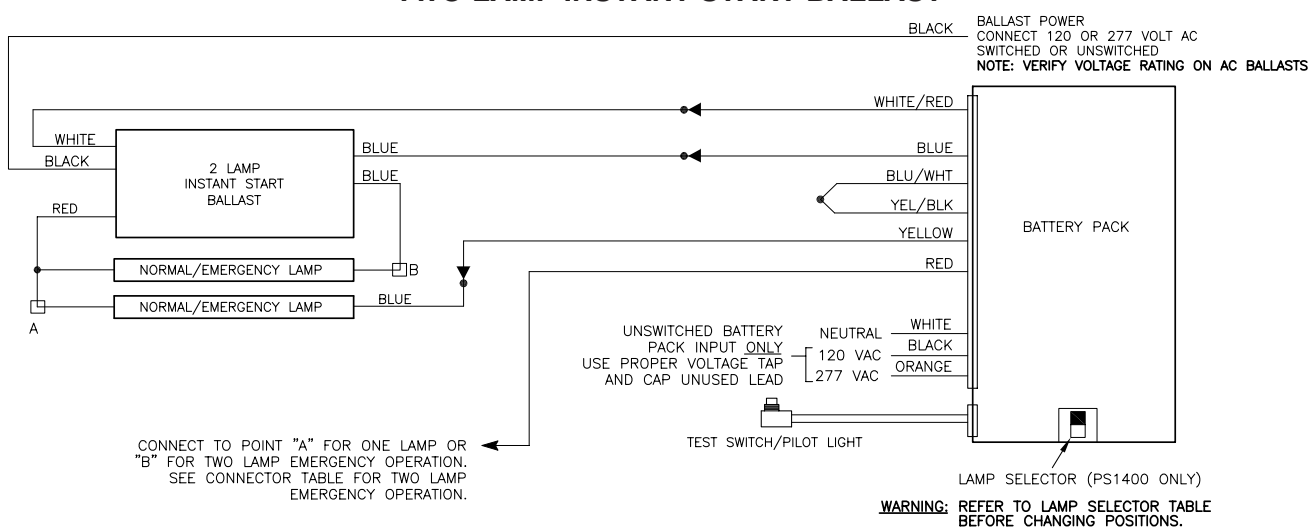 TWO LAMP INSTANT START BALLAST
BLACK
BALLAST POWER
CONNECT 120 OR 277 VOLT AC
SWITCHED OR UNSWITCHED
NOTE: VERIFY VOLTAGE RATING ON AC BALLASTS
WHITE/RED
WHITE
BLACK
2 LAMP
INSTANT START
BALLAST
BLUE
BLUE
BLUE
BLU/WHT
YEL/BLK
RED
BATTERY PACK
YELLOW
RED
NORMAL/EMERGENCY LAMP
B
NORMAL/EMERGENCY LAMP
BLUE
A
UNSWITCHED BATTERY
PACK INPUT ONLY
USE PROPER VOLTAGE TAP
AND CAP UNUSED LEAD
NEUTRAL
120 VAC
277 VAC
WHITE
BLACK
ORANGE
TEST SWITCH/PILOT LIGHT
CONNECT TO POINT "A" FOR ONE LAMP OR
"B" FOR TWO LAMP EMERGENCY OPERATION.
SEE CONNECTOR TABLE FOR TWO LAMP
EMERGENCY OPERATION.
LAMP SELECTOR (PS1400 ONLY)
WARNING: REFER TO LAMP SELECTOR TABLE
BEFORE CHANGING POSITIONS.